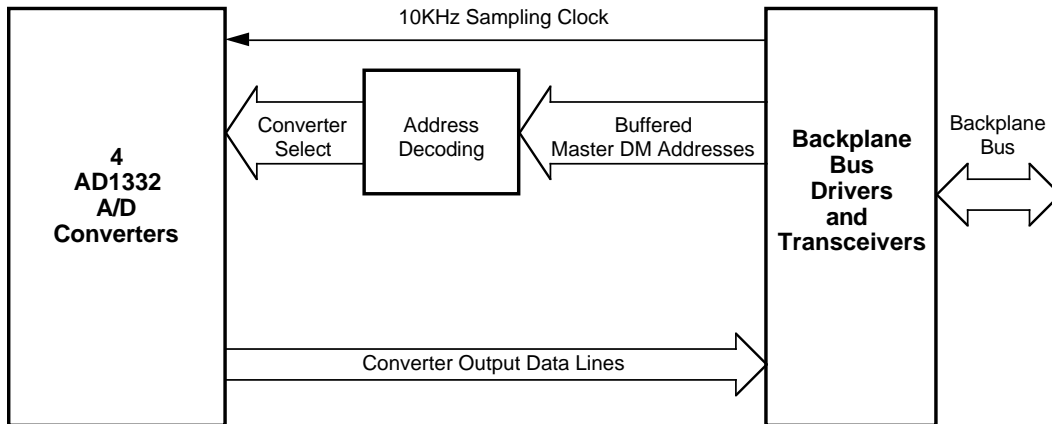 10KHz Sampling Clock
Converter
Select
Address
Decoding
Buffered
Master DM Addresses
4
AD1332
A/D
Converters
Backplane
Bus
Drivers
and
Transceivers
Backplane
Bus
Converter Output Data Lines